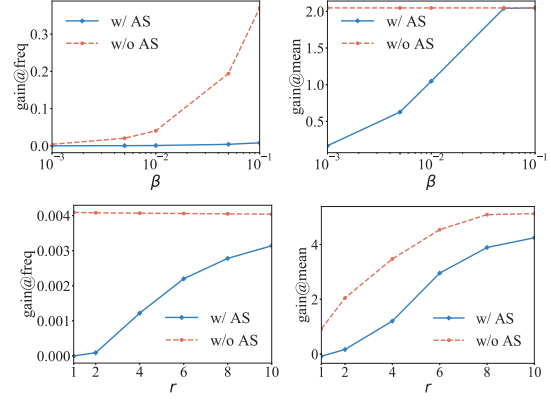 gain@freq
0.3
0.2
0.1
0.0
w/ AS
w/o AS
10⁻³
10⁻²
10⁻¹
β
gain@mean
2.0
1.5
1.0
0.5
w/ AS
w/o AS
10⁻³
10⁻²
10⁻¹
β
gain@freq
0.004
0.003
0.002
0.001
0.000
w/ AS
w/o AS
1 2 4 6 8 10
r
gain@mean
4
2
0
w/ AS
w/o AS
1 2 4 6 8 10
r